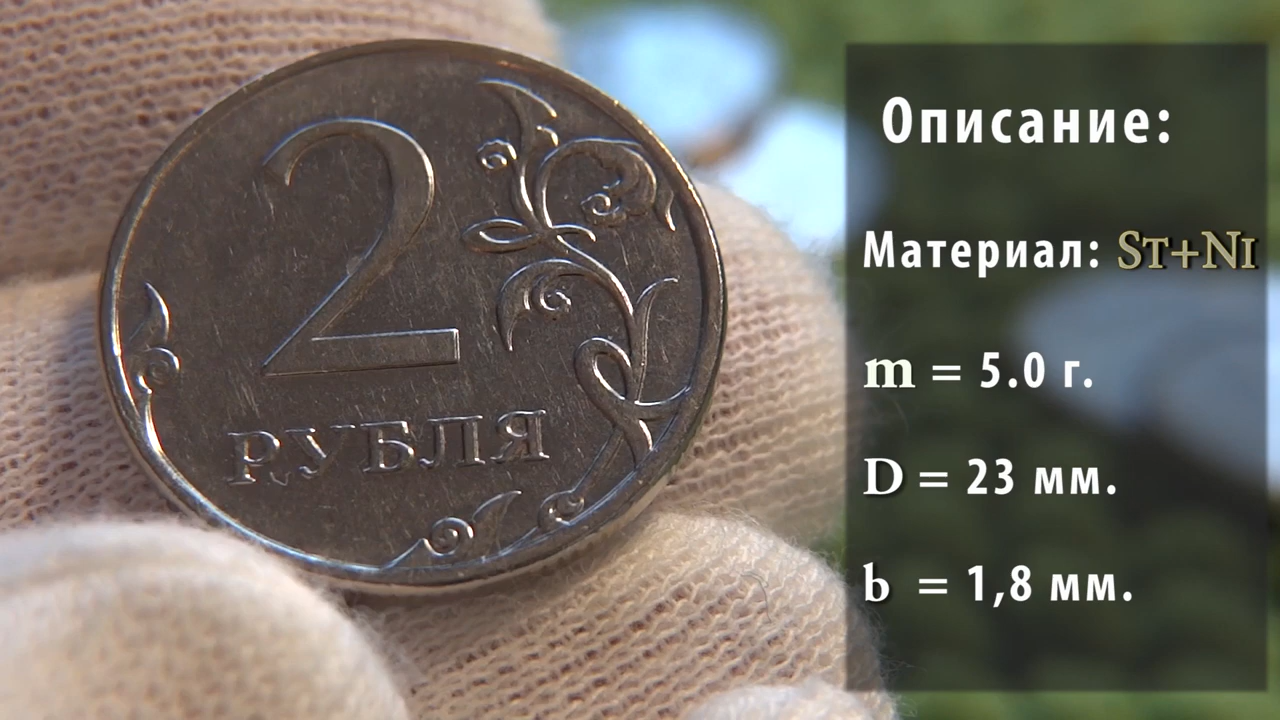 2
РУБЛЯ
Описание:
Материал: ST+NI
m = 5.0 г.
D = 23 мм.
b = 1,8 мм.